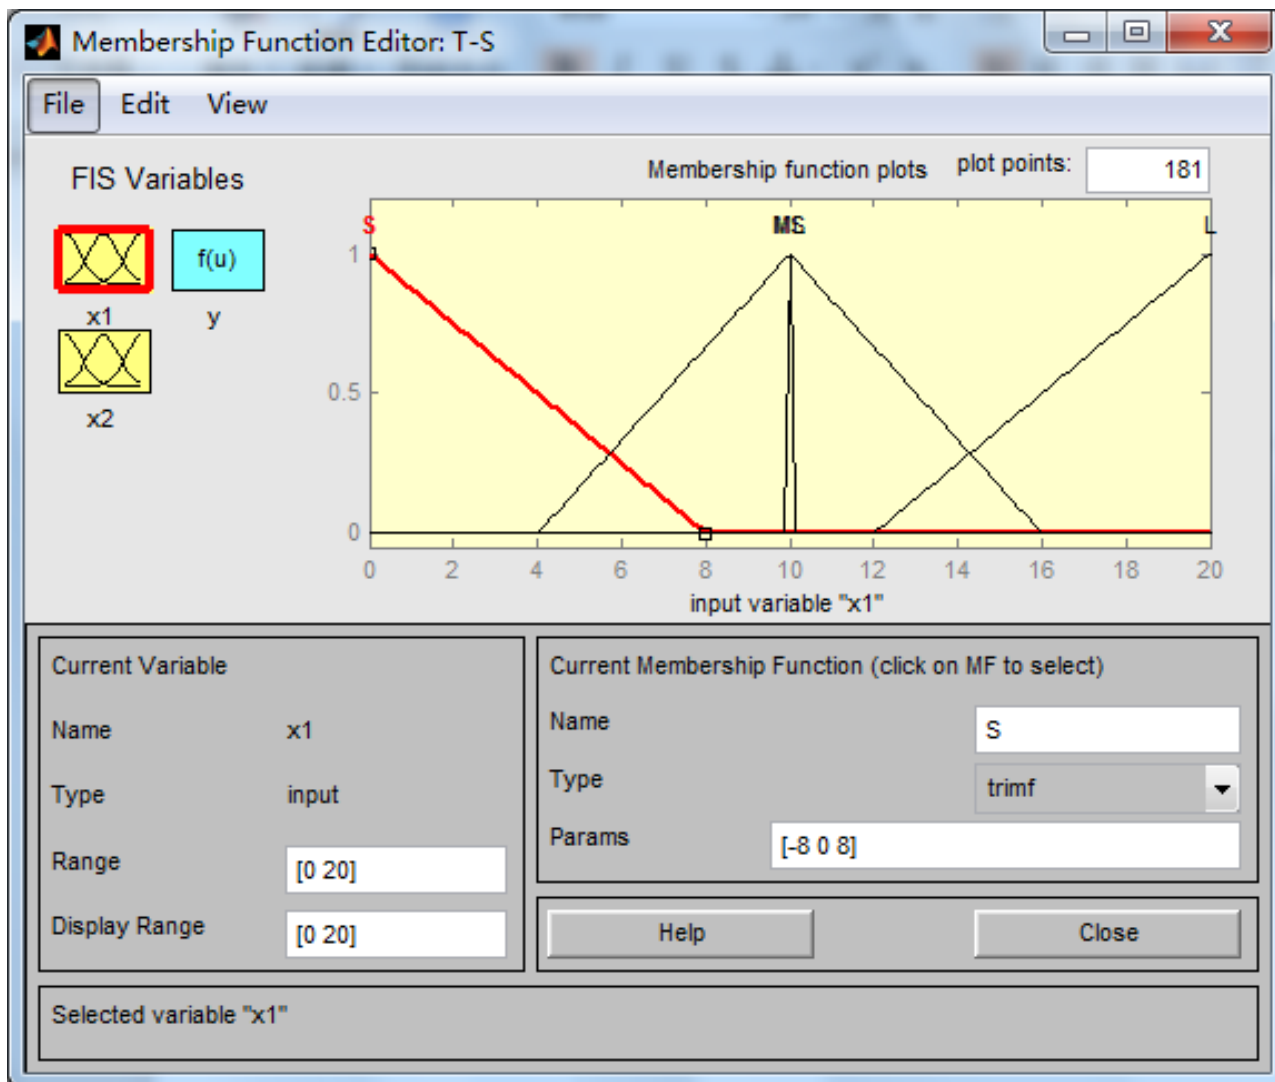 Membership Function Editor: T-S
File Edit View
FIS Variables
Membership function plots plot points: 181
f(u)
x1 y
x2
S MS L
1
0.5
0
0 2 4 6 8 10 12 14 16 18 20
input variable "x1"
Current Variable
Name x1
Type input
Range [0 20]
Display Range [0 20]
Current Membership Function (click on MF to select)
Name S
Type trimf
Params [-8 0 8]
Help Close
Selected variable "x1"